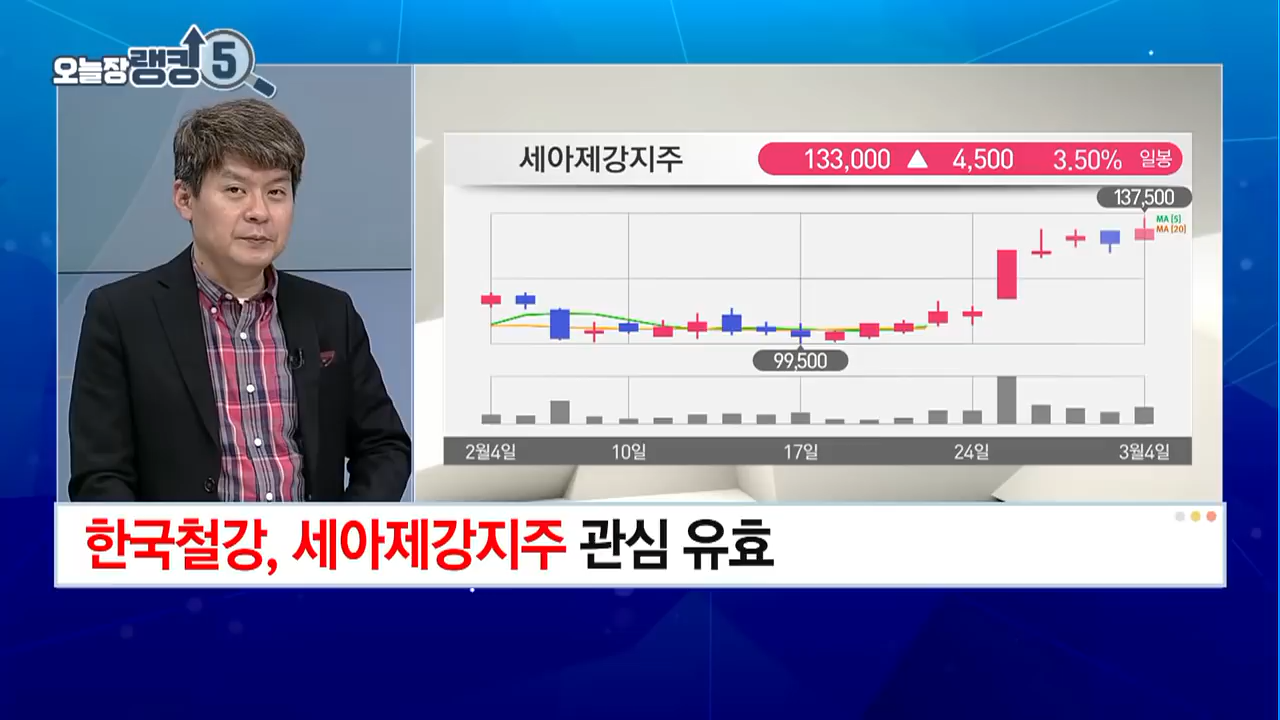 오늘장 랭킹 5
세아제강지주
133,000 ▲ 4,500 3.50% 일봉
137,500
MA [5]
MA [20]
99,500
2월4일 10일 17일 24일 3월4일
한국철강, 세아제강지주 관심 유효